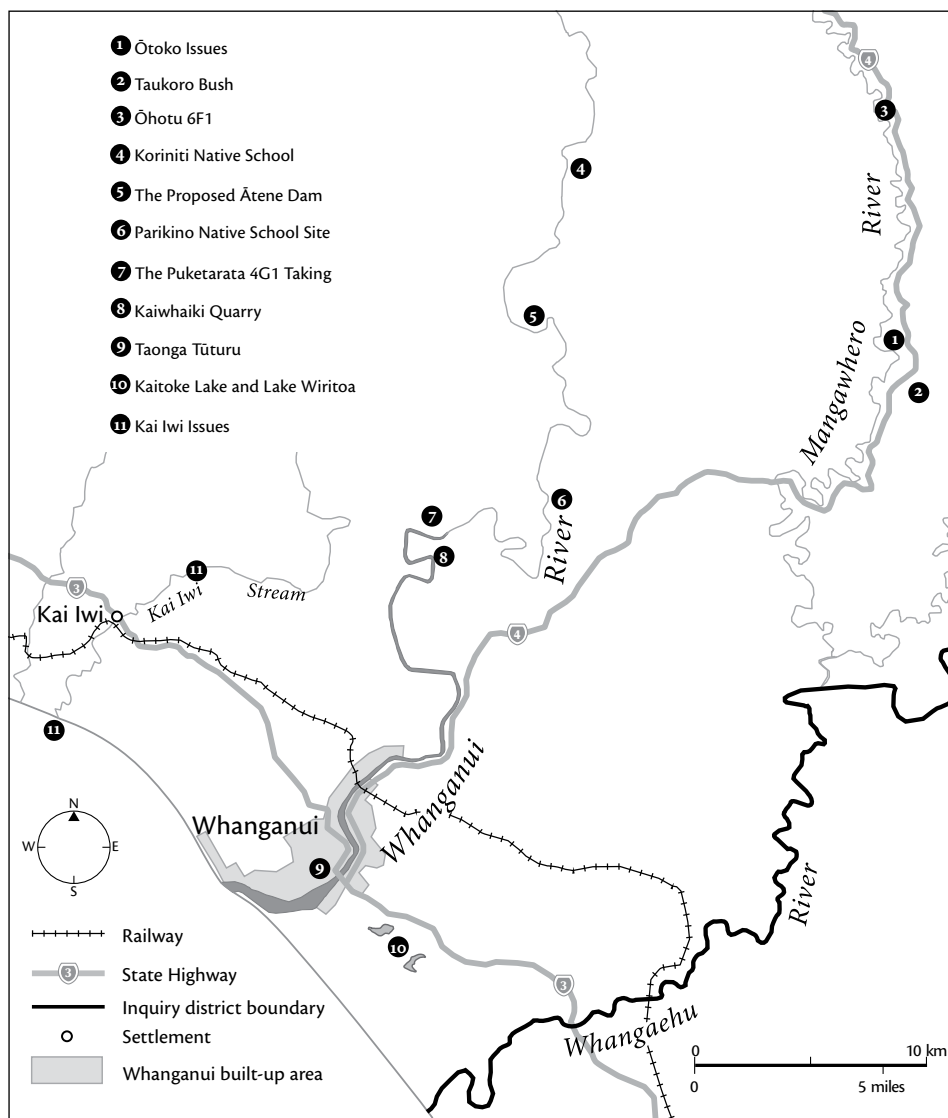 1 Ōtoko Issues
2 Taukoro Bush
3 Ōhotu 6F1
4 Koriniti Native School
5 The Proposed Ātene Dam
6 Parikino Native School Site
7 The Puketarata 4G1 Taking
8 Kaiwhaiki Quarry
9 Taonga Tūturu
10 Kaitoke Lake and Lake Wiritoa
11 Kai Iwi Issues
4
3
4
River
5
1
Mangawhero
2
6
7
River
8
11
3
Kai Iwi
Stream
Kai Iwi
4
11
Whanganui
Whanganui
N
W
E
S
9
River
10
Railway
3
State Highway
3
Inquiry district boundary
Whangaehu
Settlement
0
10 km
Whanganui built-up area
0
5 miles